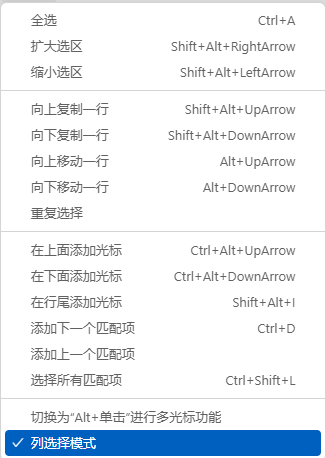 全选 Ctrl+A
扩大选区 Shift+Alt+RightArrow
缩小选区 Shift+Alt+LeftArrow
向上复制一行 Shift+Alt+UpArrow
向下复制一行 Shift+Alt+DownArrow
向上移动一行 Alt+UpArrow
向下移动一行 Alt+DownArrow
重复选择
在上面添加光标 Ctrl+Alt+UpArrow
在下面添加光标 Ctrl+Alt+DownArrow
在行尾添加光标 Shift+Alt+I
添加下一个匹配项 Ctrl+D
添加上一个匹配项
选择所有匹配项 Ctrl+Shift+L
切换为“Alt+单击”进行多光标功能
列选择模式